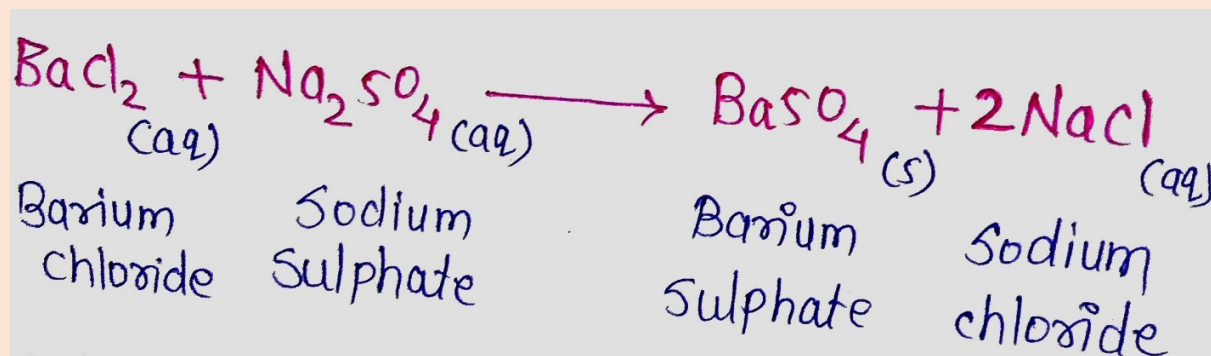 BaCl₂ (aq) + Na₂SO₄ (aq) ⟶ BaSO₄ (s) + 2NaCl (aq)
Barium Sodium Barium Sodium
chloride Sulphate Sulphate chloride